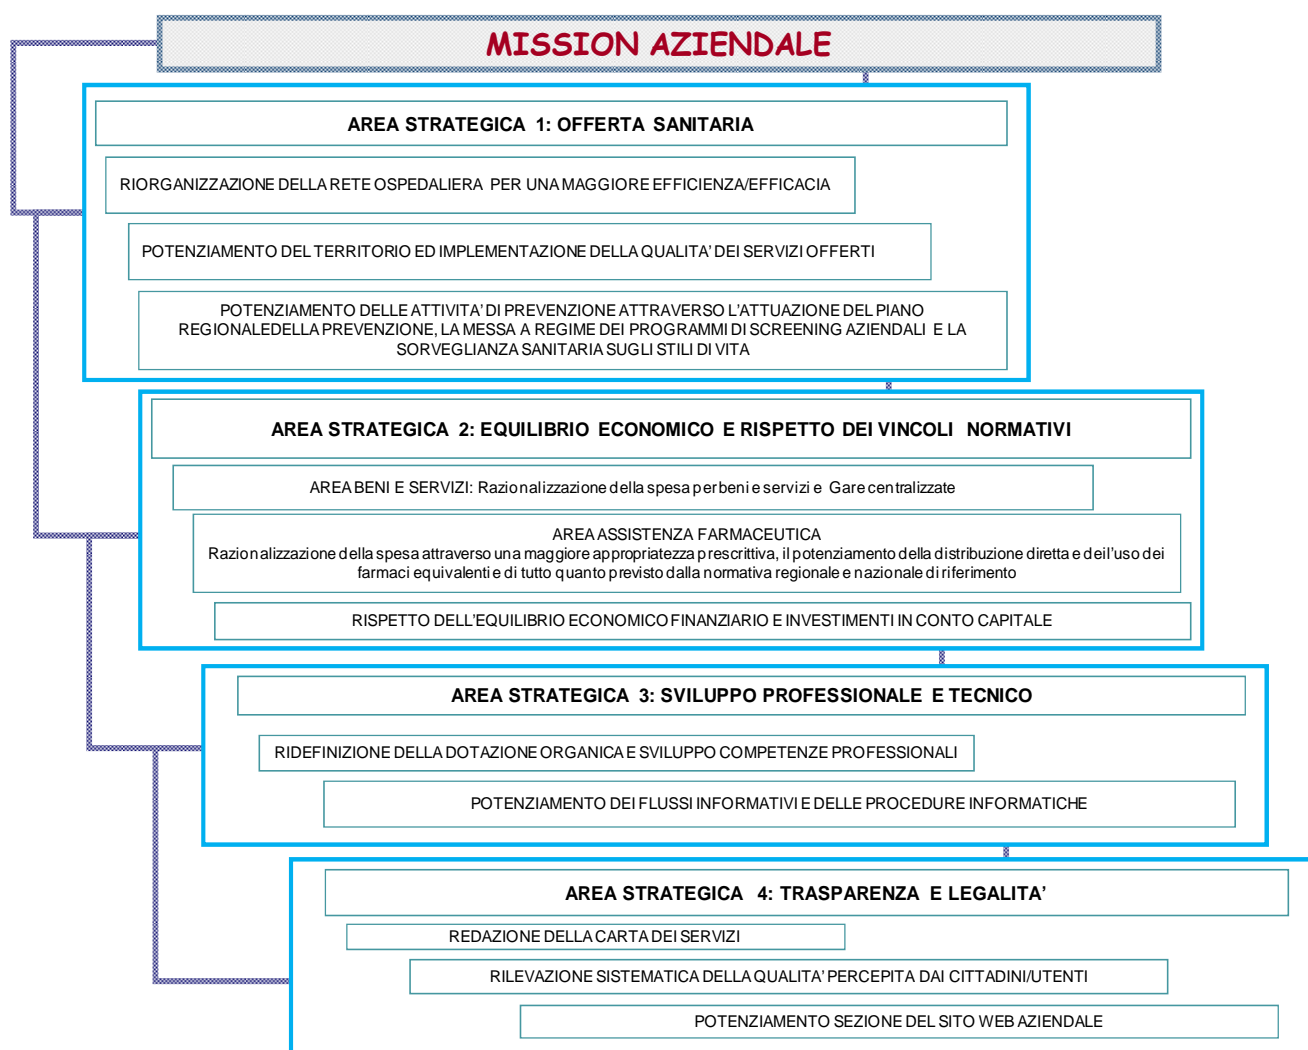 MISSION AZIENDALE
AREA STRATEGICA 1: OFFERTA SANITARIA
RIORGANIZZAZIONE DELLA RETE OSPEDALIERA PER UNA MAGGIORE EFFICIENZA/EFFICACIA
POTENZIAMENTO DEL TERRITORIO ED IMPLEMENTAZIONE DELLA QUALITA' DEI SERVIZI OFFERTI
POTENZIAMENTO DELLE ATTIVITA' DI PREVENZIONE ATTRAVERSO L'ATTUAZIONE DEL PIANO
REGIONALEDELLA PREVENZIONE, LA MESSA A REGIME DEI PROGRAMMI DI SCREENING AZIENDALI E LA
SORVEGLIANZA SANITARIA SUGLI STILI DI VITA
AREA STRATEGICA 2: EQUILIBRIO ECONOMICO E RISPETTO DEI VINCOLI NORMATIVI
AREA BENI E SERVIZI: Razionalizzazione della spesa per beni e servizi e Gare centralizzate
AREA ASSISTENZA FARMACEUTICA
Razionalizzazione della spesa attraverso una maggiore appropriatezza prescrittiva, il potenziamento della distribuzione diretta e deil'uso dei
farmaci equivalenti e di tutto quanto previsto dalla normativa regionale e nazionale di riferimento
RISPETTO DELL'EQUILIBRIO ECONOMICO FINANZIARIO E INVESTIMENTI IN CONTO CAPITALE
AREA STRATEGICA 3: SVILUPPO PROFESSIONALE E TECNICO
RIDEFINIZIONE DELLA DOTAZIONE ORGANICA E SVILUPPO COMPETENZE PROFESSIONALI
POTENZIAMENTO DEI FLUSSI INFORMATIVI E DELLE PROCEDURE INFORMATICHE
AREA STRATEGICA 4: TRASPARENZA E LEGALITA'
REDAZIONE DELLA CARTA DEI SERVIZI
RILEVAZIONE SISTEMATICA DELLA QUALITA' PERCEPITA DAI CITTADINI/UTENTI
POTENZIAMENTO SEZIONE DEL SITO WEB AZIENDALE